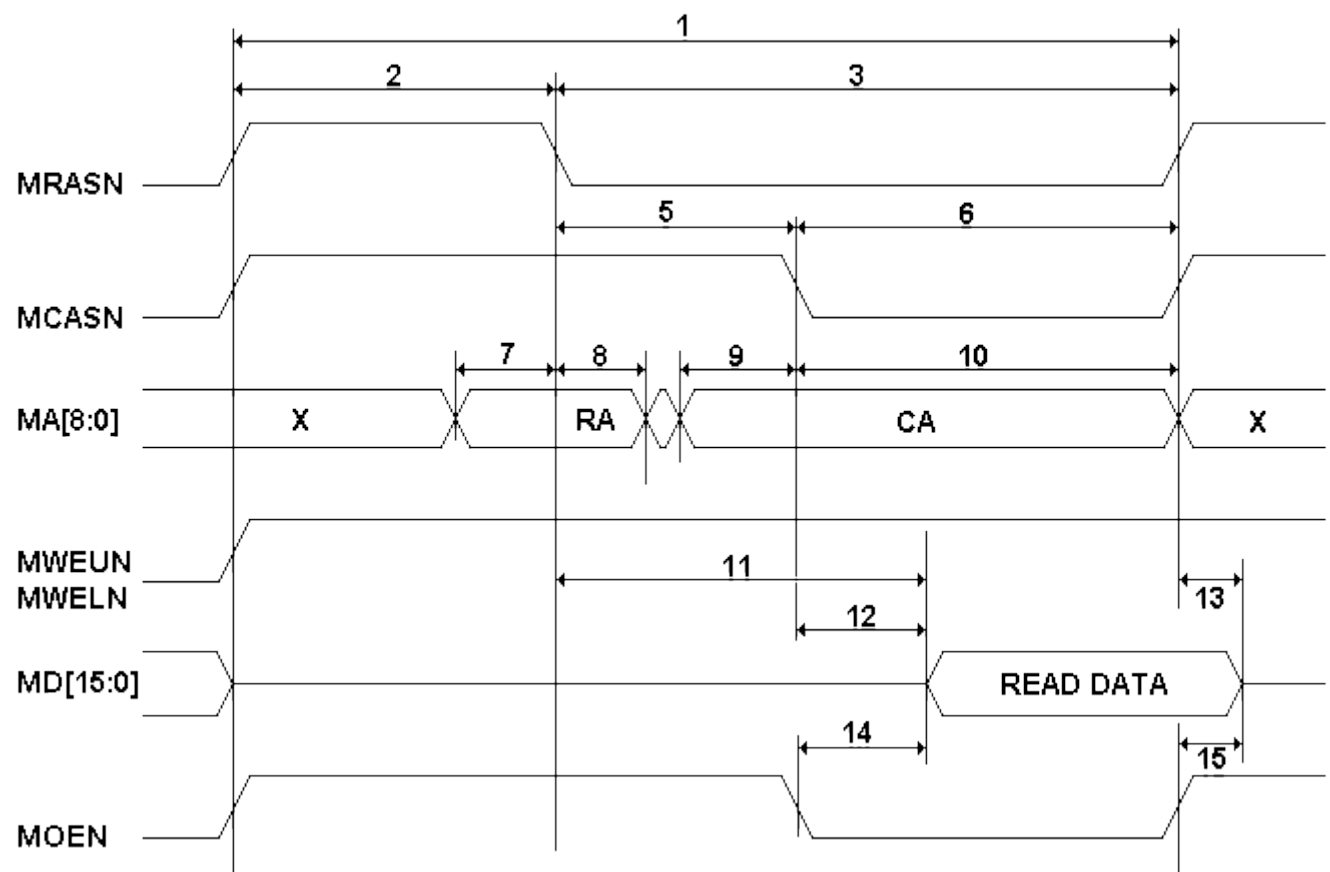 1
2 3
MRASN
5 6
MCASN
7 8 9 10
MA[8:0] X RA CA X
MWEUN
11
MWELN 13
12
MD[15:0] READ DATA
14 15
MOEN